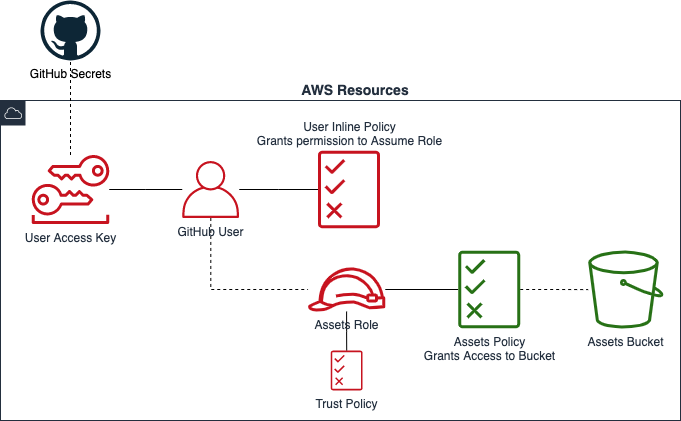 GitHub Secrets
AWS Resources
User Inline Policy
Grants permission to Assume Role
User Access Key
GitHub User
Assets Role
Assets Policy
Grants Access to Bucket
Assets Bucket
Trust Policy